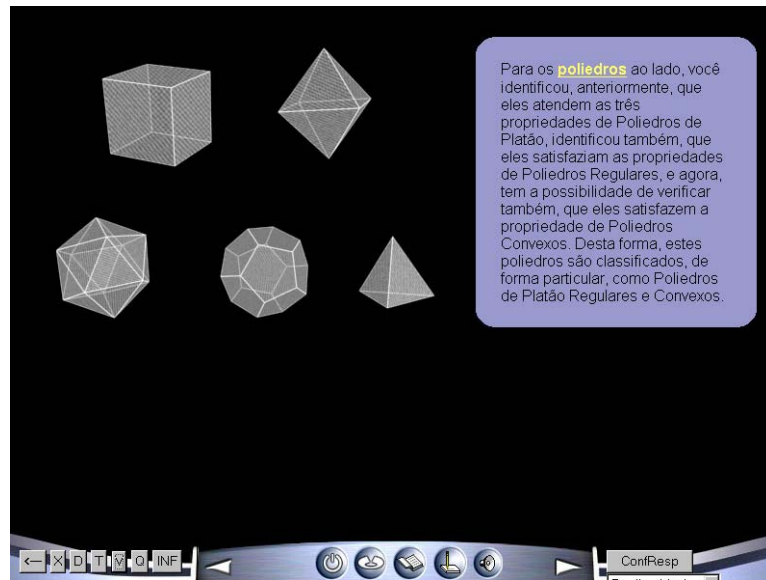 Para os poliedros ao lado, você
identificou, anteriormente, que
eles atendem as três
propriedades de Poliedros de
Platão, identificou também, que
eles satisfaziam as propriedades
de Poliedros Regulares, e agora,
tem a possibilidade de verificar
também, que eles satisfazem a
propriedade de Poliedros
Convexos. Desta forma, estes
poliedros são classificados, de
forma particular, como Poliedros
de Platão Regulares e Convexos.
← X D T V Q INF
ConfResp